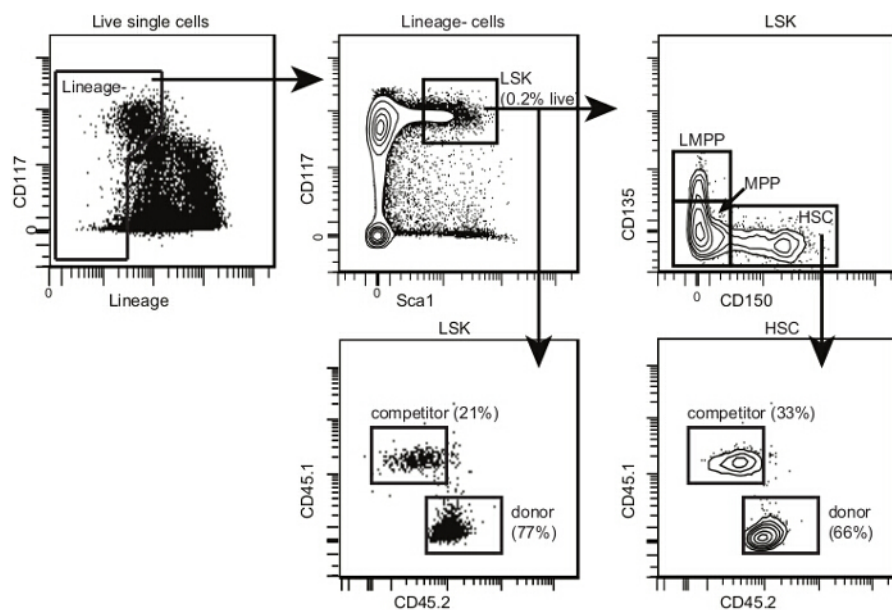 Live single cells
Lineage-
CD117
0
0
Lineage
Lineage- cells
LSK
(0.2% live)
CD117
0
0
Sca1
LSK
LMPP
MPP
HSC
CD135
0
0
CD150
LSK
competitor (21%)
CD45.1
donor
(77%)
CD45.2
HSC
competitor (33%)
CD45.1
donor
(66%)
CD45.2